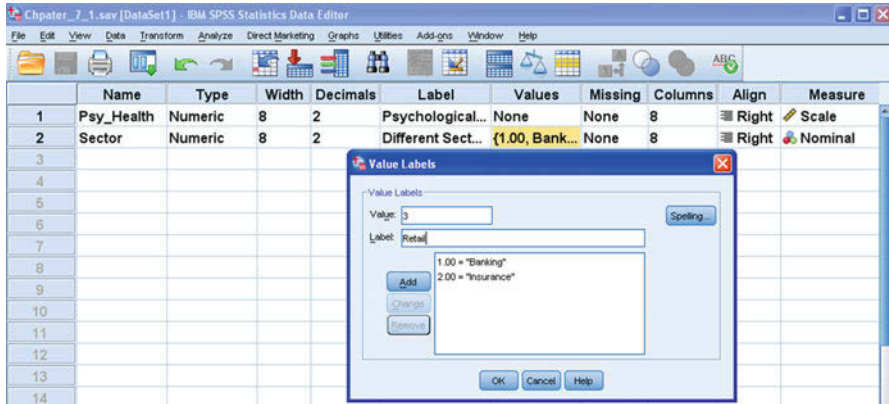 Chpater_7_1.sav [DataSet1] - IBM SPSS Statistics Data Editor
File Edit View Data Transform Analyze Direct Marketing Graphs Utilities Add-ons Window Help
ABC
Name Type Width Decimals Label Values Missing Columns Align Measure
1 Psy_Health Numeric 8 2 Psychological... None None 8 Right Scale
2 Sector Numeric 8 2 Different Sect... {1.00, Bank... None 8 Right Nominal
3
4
5
6
7
8
9
10
11
12
13
14
Value Labels
Value Labels
Value: 3
Spelling...
Label: Retail
1.00 = "Banking"
2.00 = "Insurance"
Add
Change
Remove
OK Cancel Help